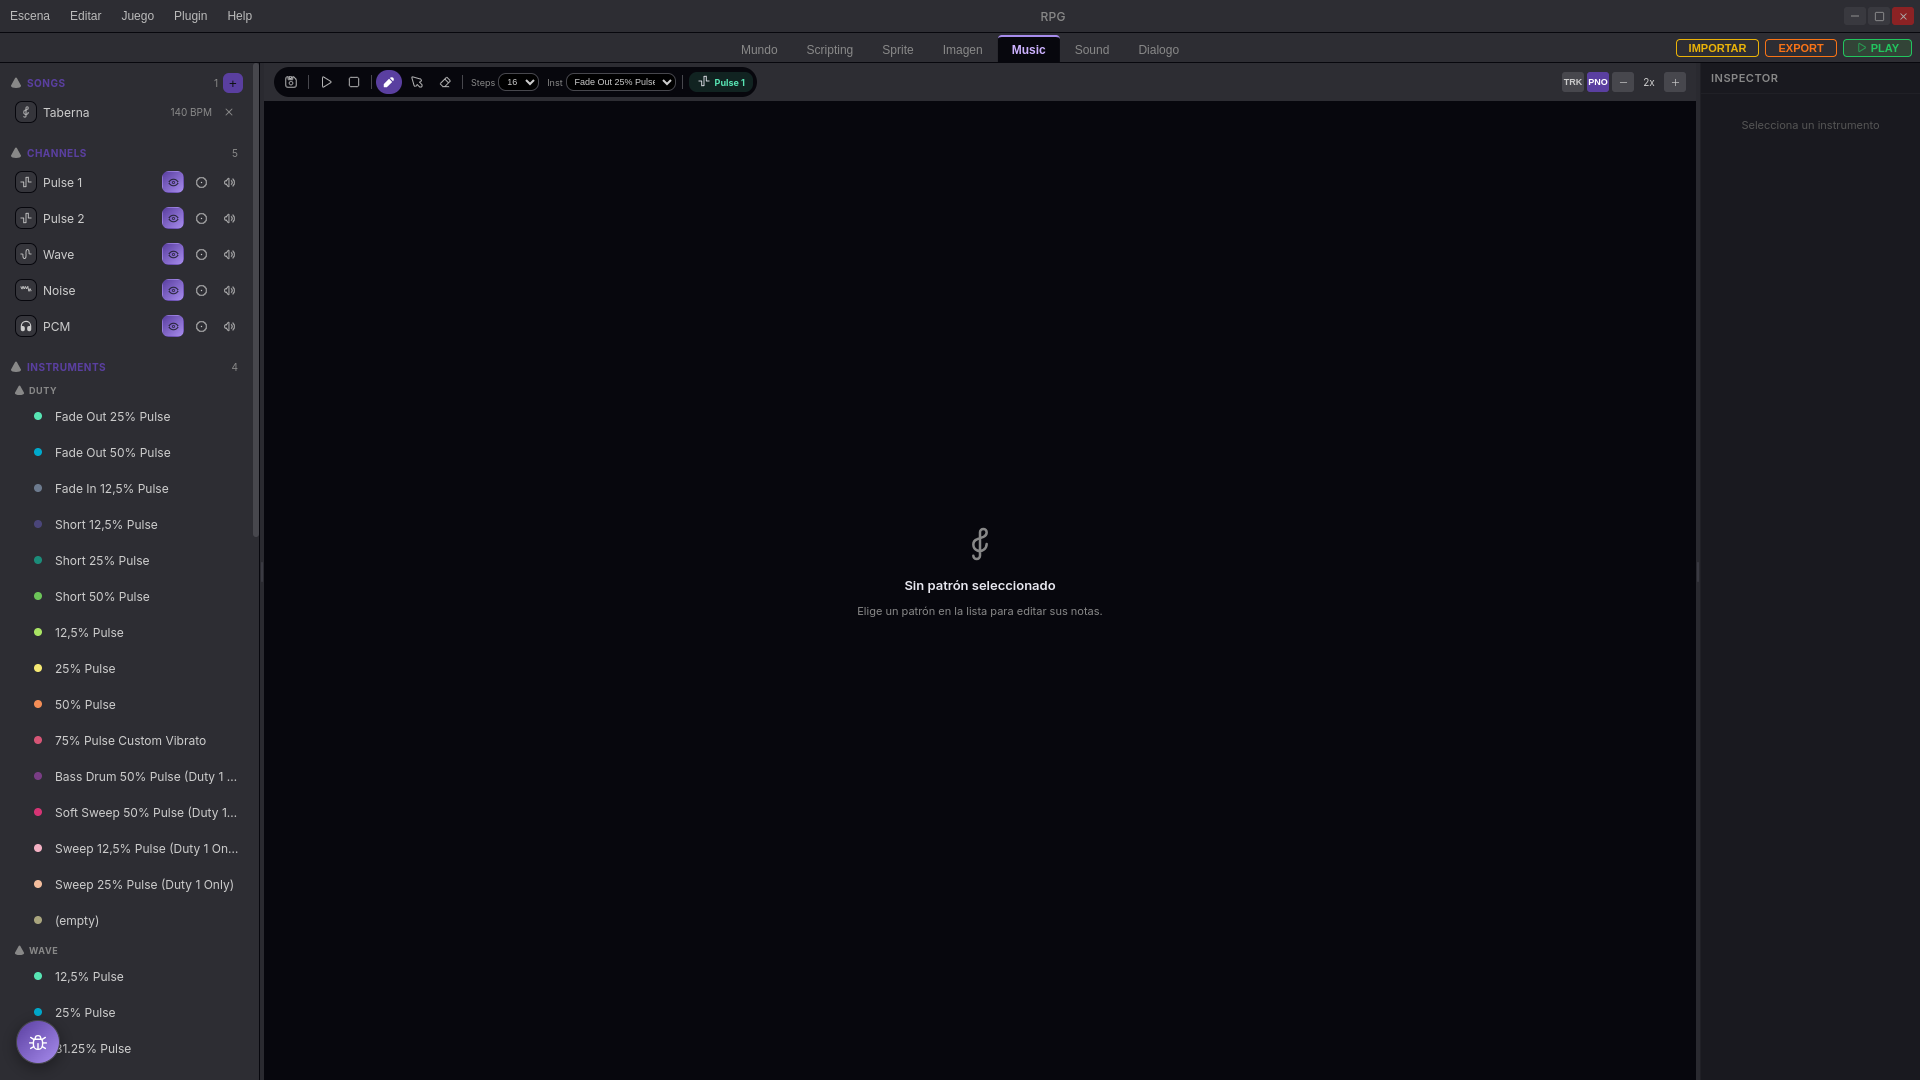 Escena Editar Juego Plugin Help
RPG
Mundo Scripting Sprite Imagen Music Sound Dialogo
IMPORTAR EXPORT PLAY
SONGS 1 +
Taberna 140 BPM
CHANNELS 5
Pulse 1
Pulse 2
Wave
Noise
PCM
INSTRUMENTS 4
DUTY
Fade Out 25% Pulse
Fade Out 50% Pulse
Fade In 12,5% Pulse
Short 12,5% Pulse
Short 25% Pulse
Short 50% Pulse
12,5% Pulse
25% Pulse
50% Pulse
75% Pulse Custom Vibrato
Bass Drum 50% Pulse (Duty 1 ...
Soft Sweep 50% Pulse (Duty 1...
Sweep 12,5% Pulse (Duty 1 On...
Sweep 25% Pulse (Duty 1 Only)
(empty)
WAVE
12,5% Pulse
25% Pulse
31.25% Pulse
Steps 16 Inst Fade Out 25% Pulse Pulse 1
TRK PNO − 2x +
Sin patrón seleccionado
Elige un patrón en la lista para editar sus notas.
INSPECTOR
Selecciona un instrumento